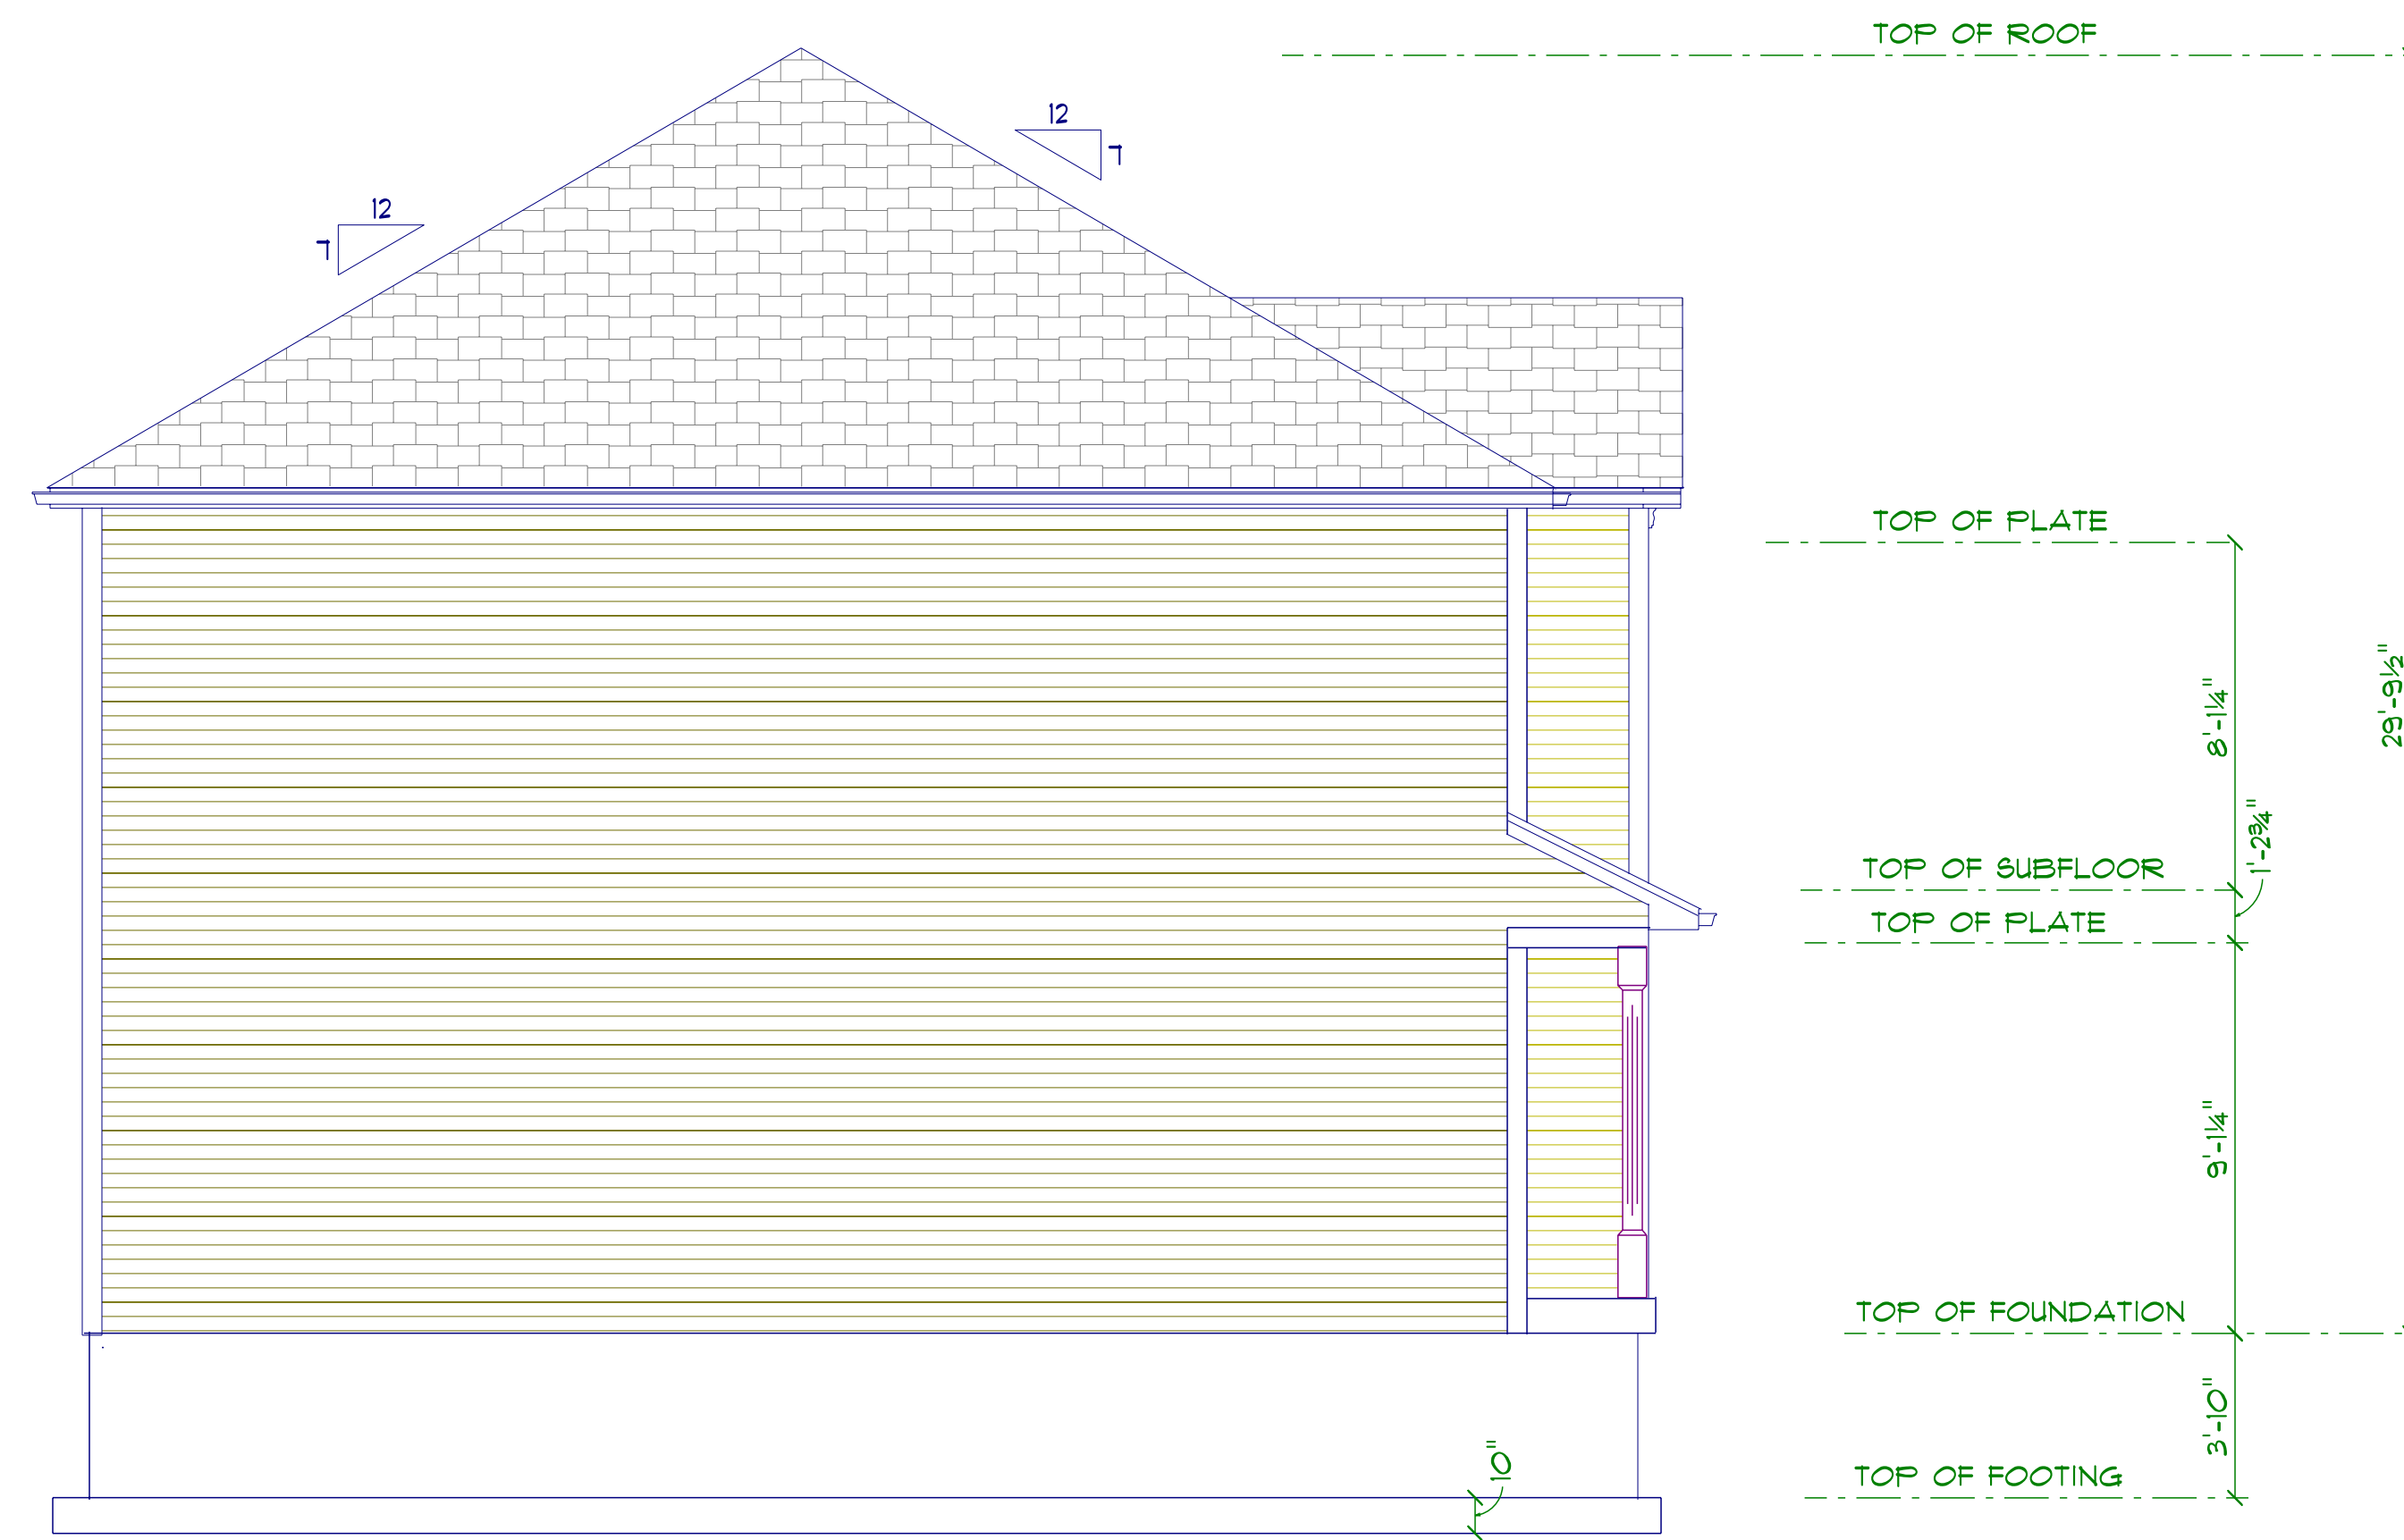 TOP OF ROOF
12
7
12
7
TOP OF PLATE
8'-1¼"
29'-9½"
1'-2¾"
TOP OF SUBFLOOR
TOP OF PLATE
9'-1¼"
TOP OF FOUNDATION
3'-10"
10"
TOP OF FOOTING